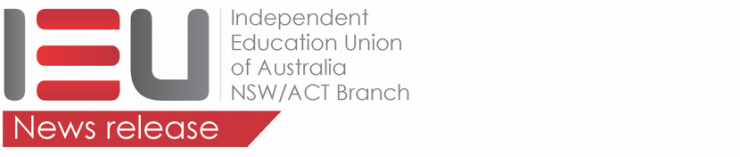 IEU
Independent
Education Union
of Australia
NSW/ACT Branch
News release